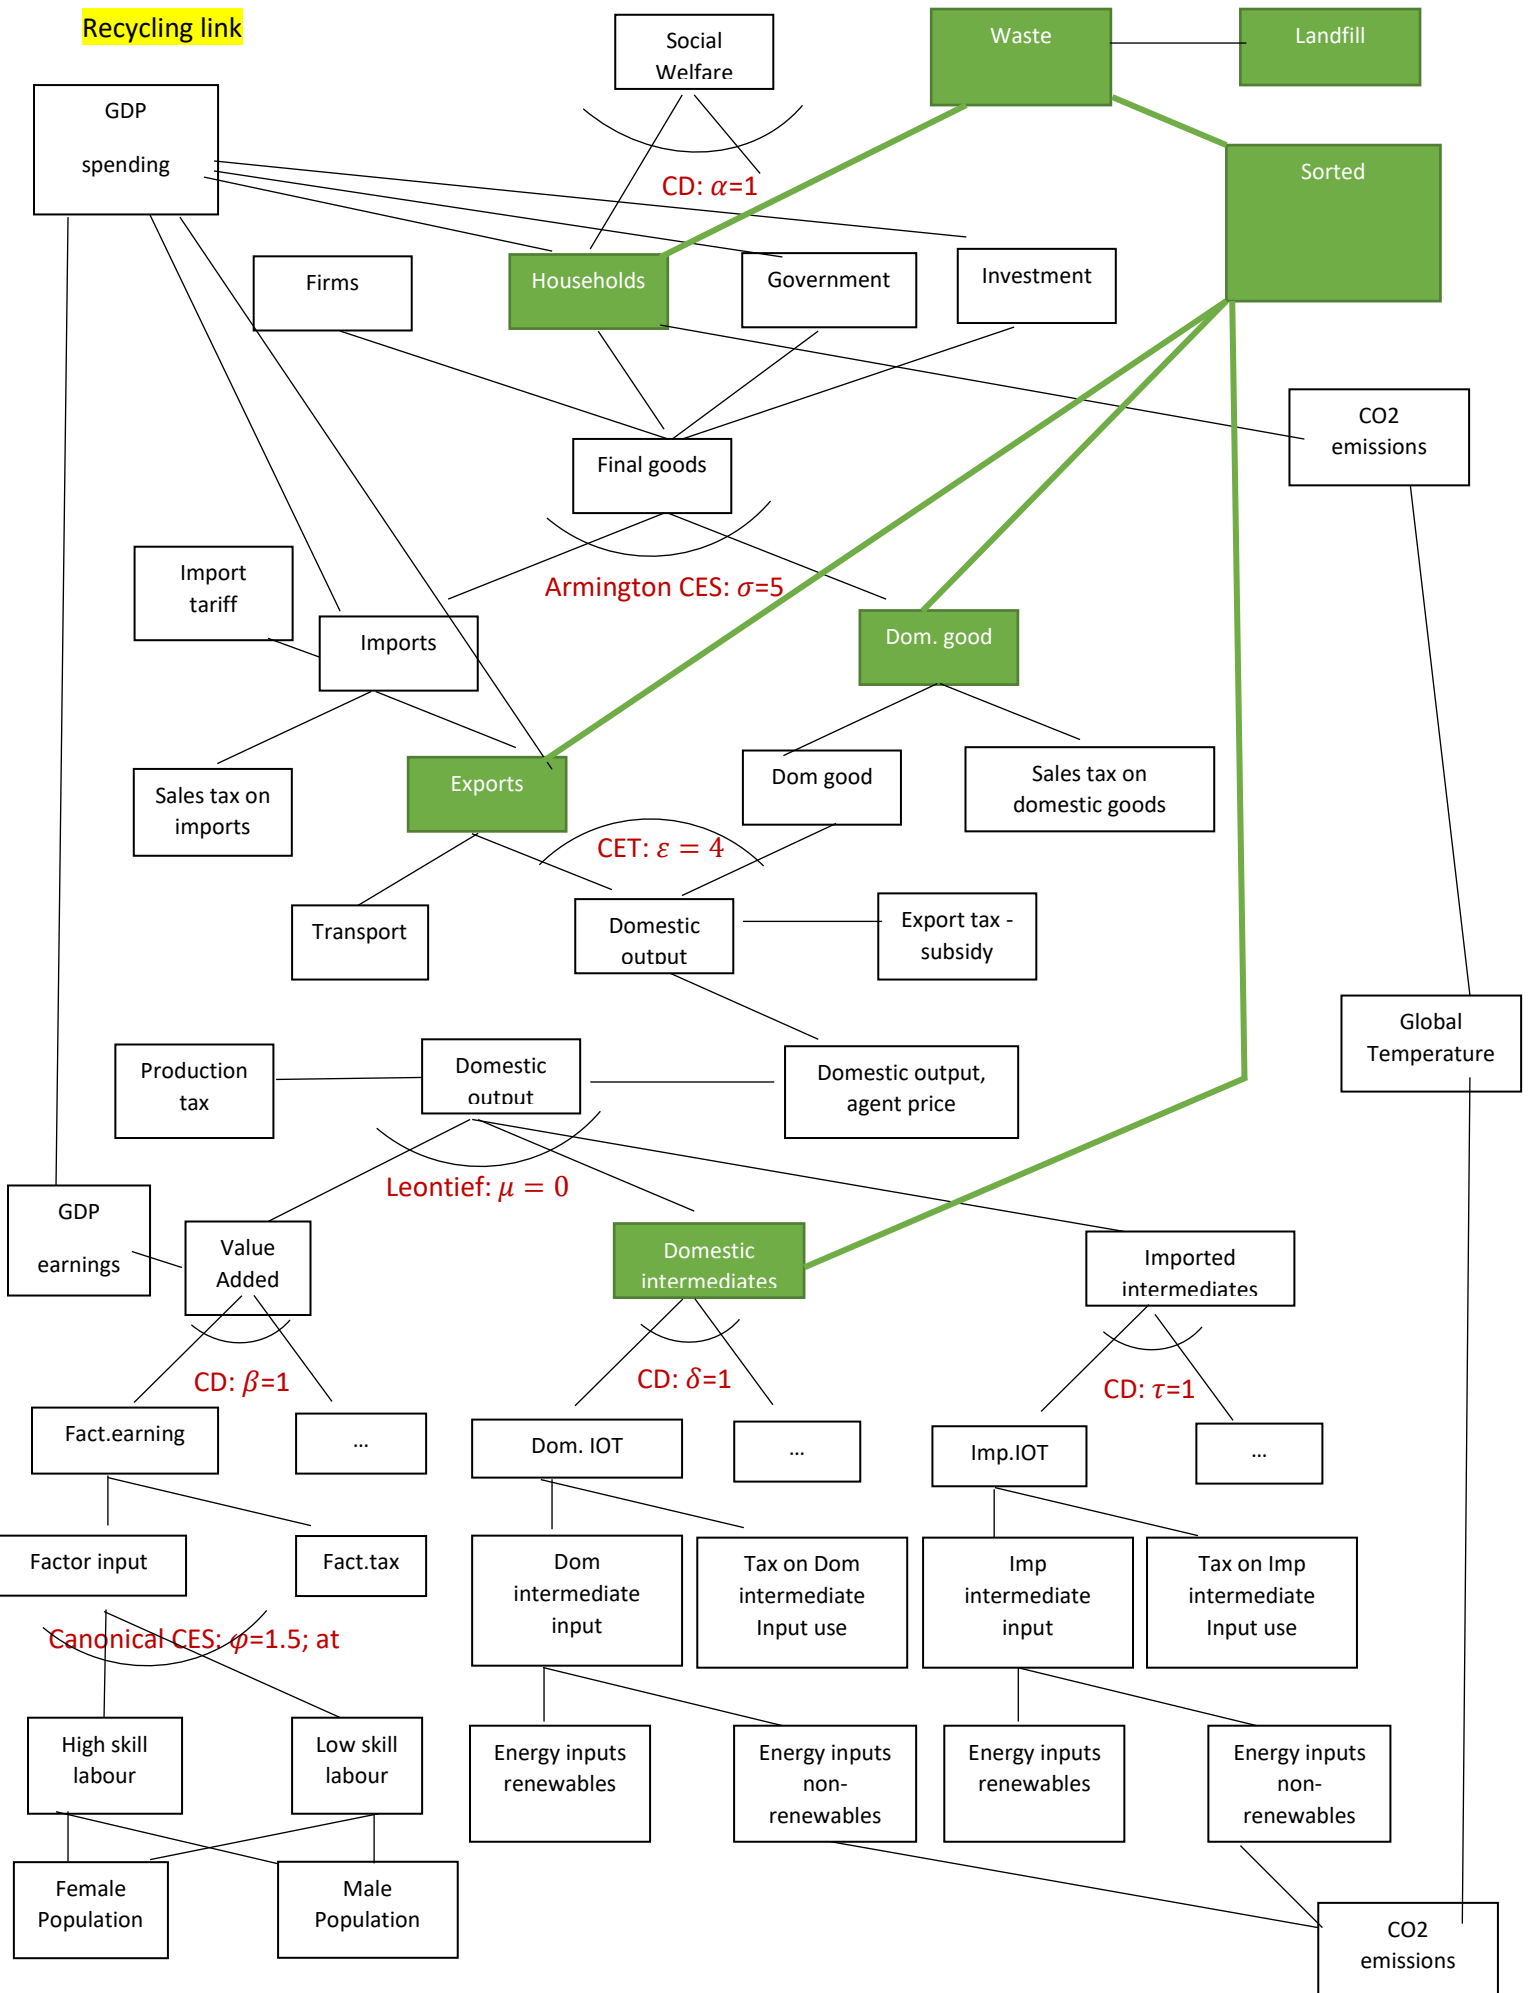 Recycling link
Social
Welfare
Waste
Landfill
GDP
spending
Sorted
CD: α=1
Firms
Households
Government
Investment
CO2
emissions
Final goods
Import
tariff
Armington CES: σ=5
Imports
Dom. good
Sales tax on
imports
Exports
Dom good
Sales tax on
domestic goods
CET: ε = 4
Transport
Domestic
output
Export tax -
subsidy
Global
Temperature
Production
tax
Domestic
output
Domestic output,
agent price
Leontief: μ = 0
GDP
earnings
Value
Added
Domestic
intermediates
Imported
intermediates
CD: β=1
CD: δ=1
CD: τ=1
Fact.earning
...
Dom. IOT
...
Imp.IOT
...
Factor input
Fact.tax
Dom
intermediate
input
Tax on Dom
intermediate
Input use
Imp
intermediate
input
Tax on Imp
intermediate
Input use
Canonical CES: φ=1.5; at
High skill
labour
Low skill
labour
Energy inputs
renewables
Energy inputs
non-
renewables
Energy inputs
renewables
Energy inputs
non-
renewables
Female
Population
Male
Population
CO2
emissions